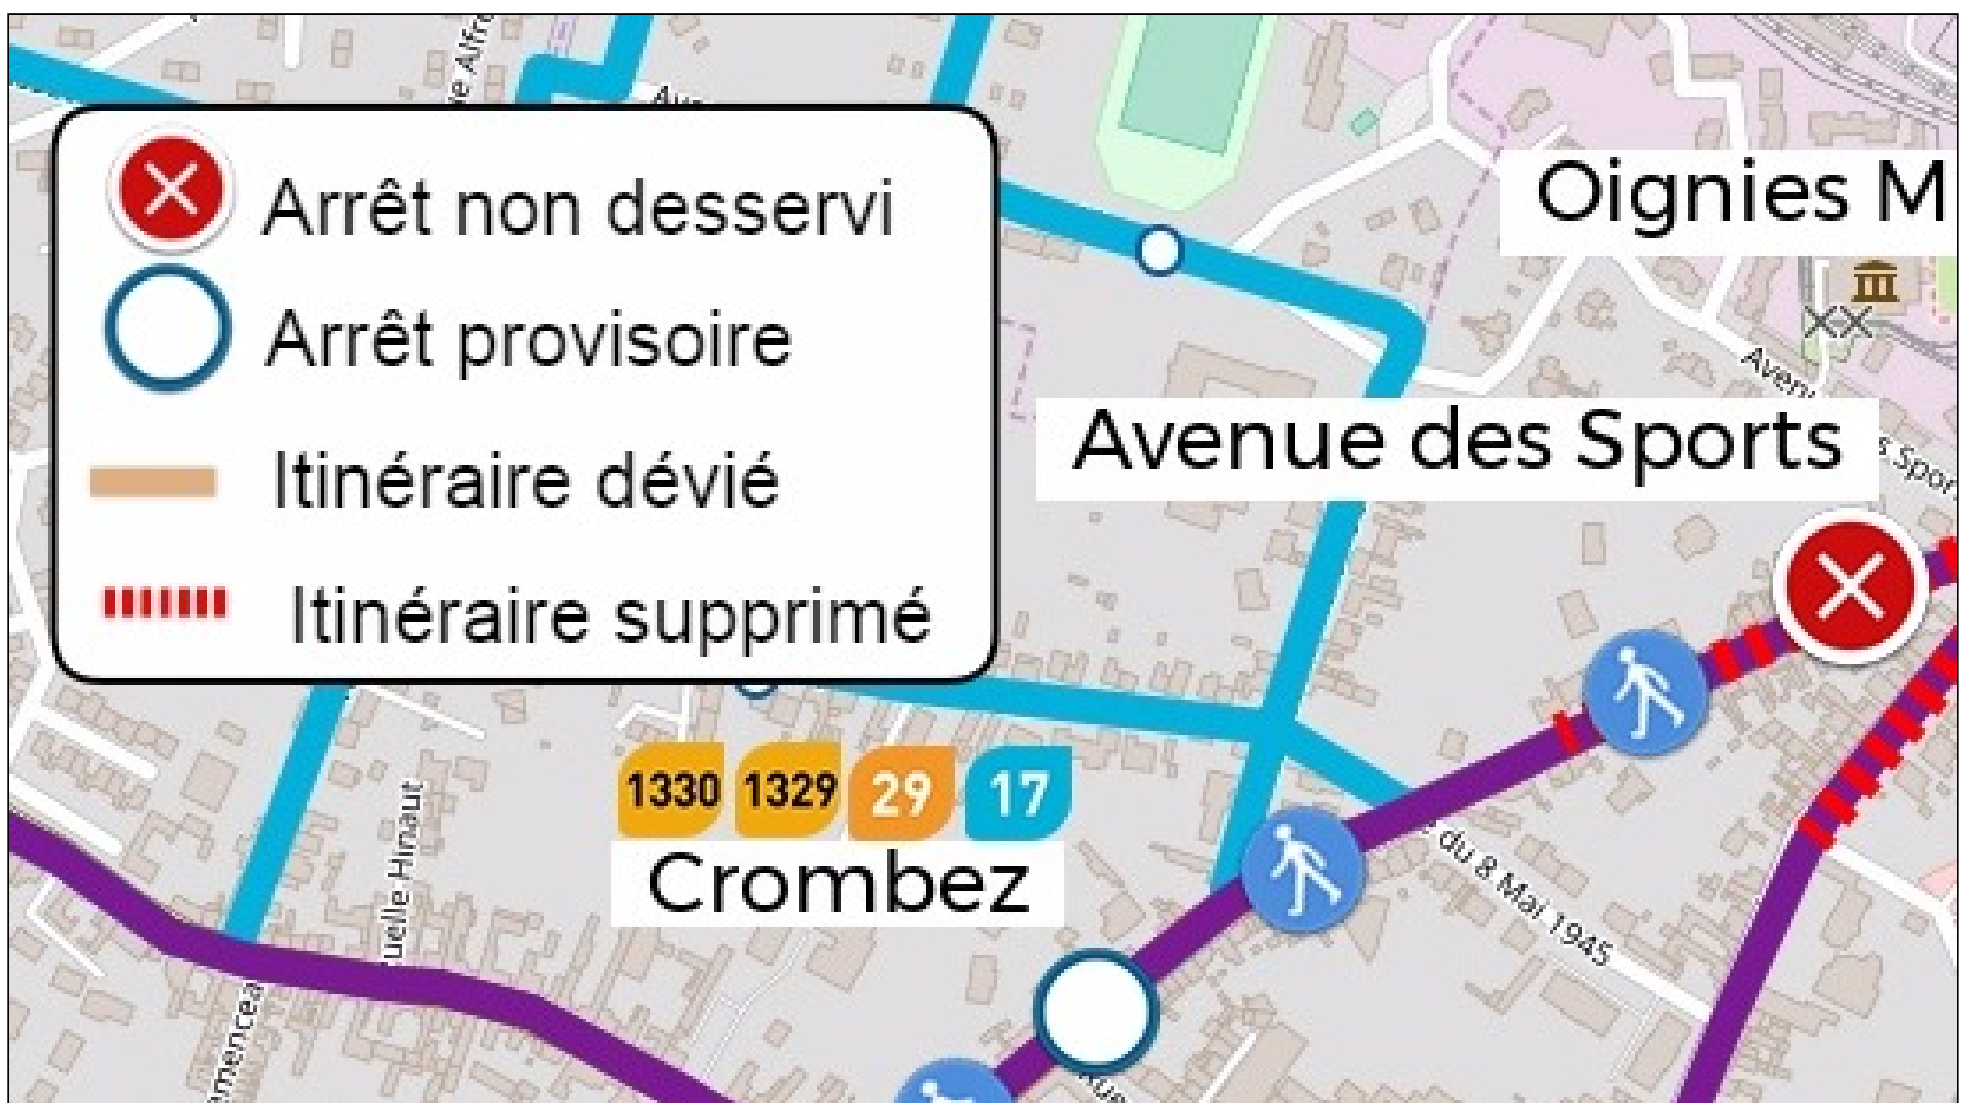 Arrêt non desservi
Arrêt provisoire
Itinéraire dévié
Itinéraire supprimé
Oignies M
Avenue des Sports
1330 1329 29 17
Crombez
du 8 Mai 1945